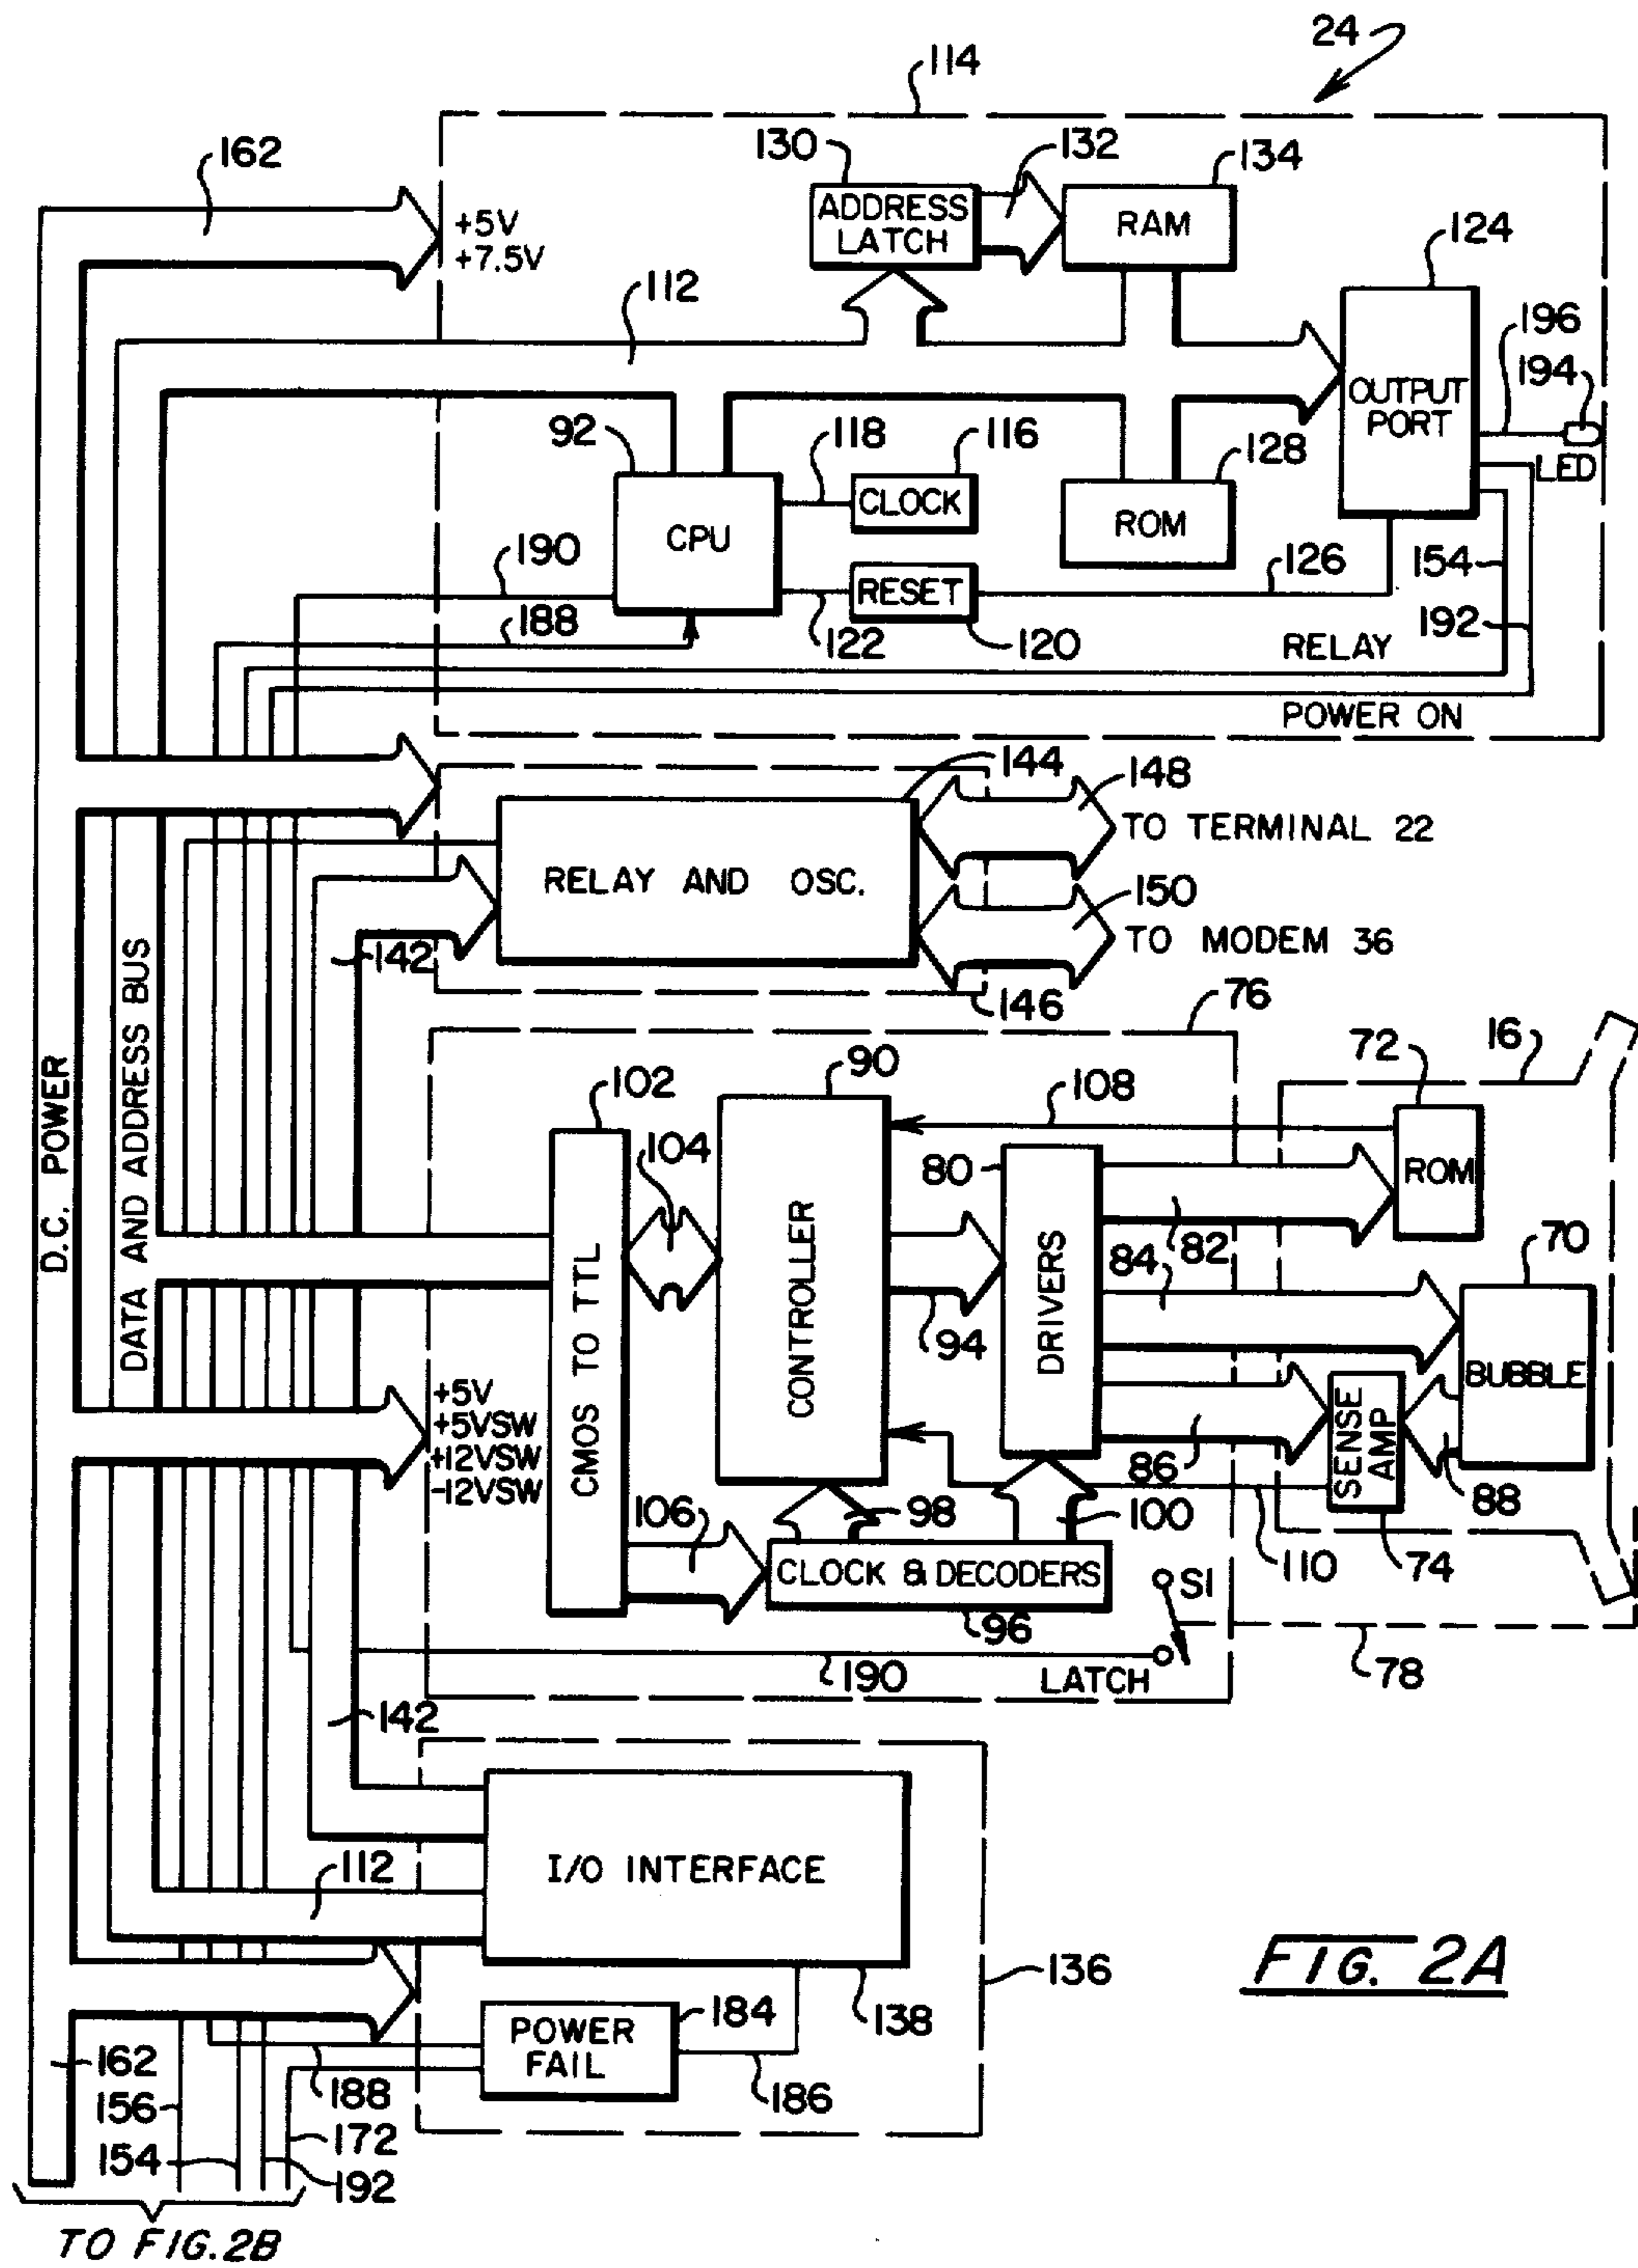 24
114
162
130
132
134
+5V
+7.5V
ADDRESS
LATCH
RAM
124
112
196
194
OUTPUT
PORT
92
118
116
128
LED
CLOCK
CPU
ROM
190
126
154
RESET
188
122
120
RELAY
192
POWER ON
144
148
TO TERMINAL 22
RELAY AND OSC.
150
142
TO MODEM 36
146
76
16
D.C. POWER
DATA AND ADDRESS BUS
102
90
108
72
104
80
ROM
82
84
70
CMOS TO TTL
CONTROLLER
DRIVERS
94
BUBBLE
+5V
+5VSW
+12VSW
-12VSW
SENSE
AMP
86
88
106
98
100
CLOCK & DECODERS
S1
110
74
96
190
LATCH
78
142
I/O INTERFACE
112
136
FIG. 2A
184
138
POWER
FAIL
162
188
186
156
172
154
192
TO FIG.2B